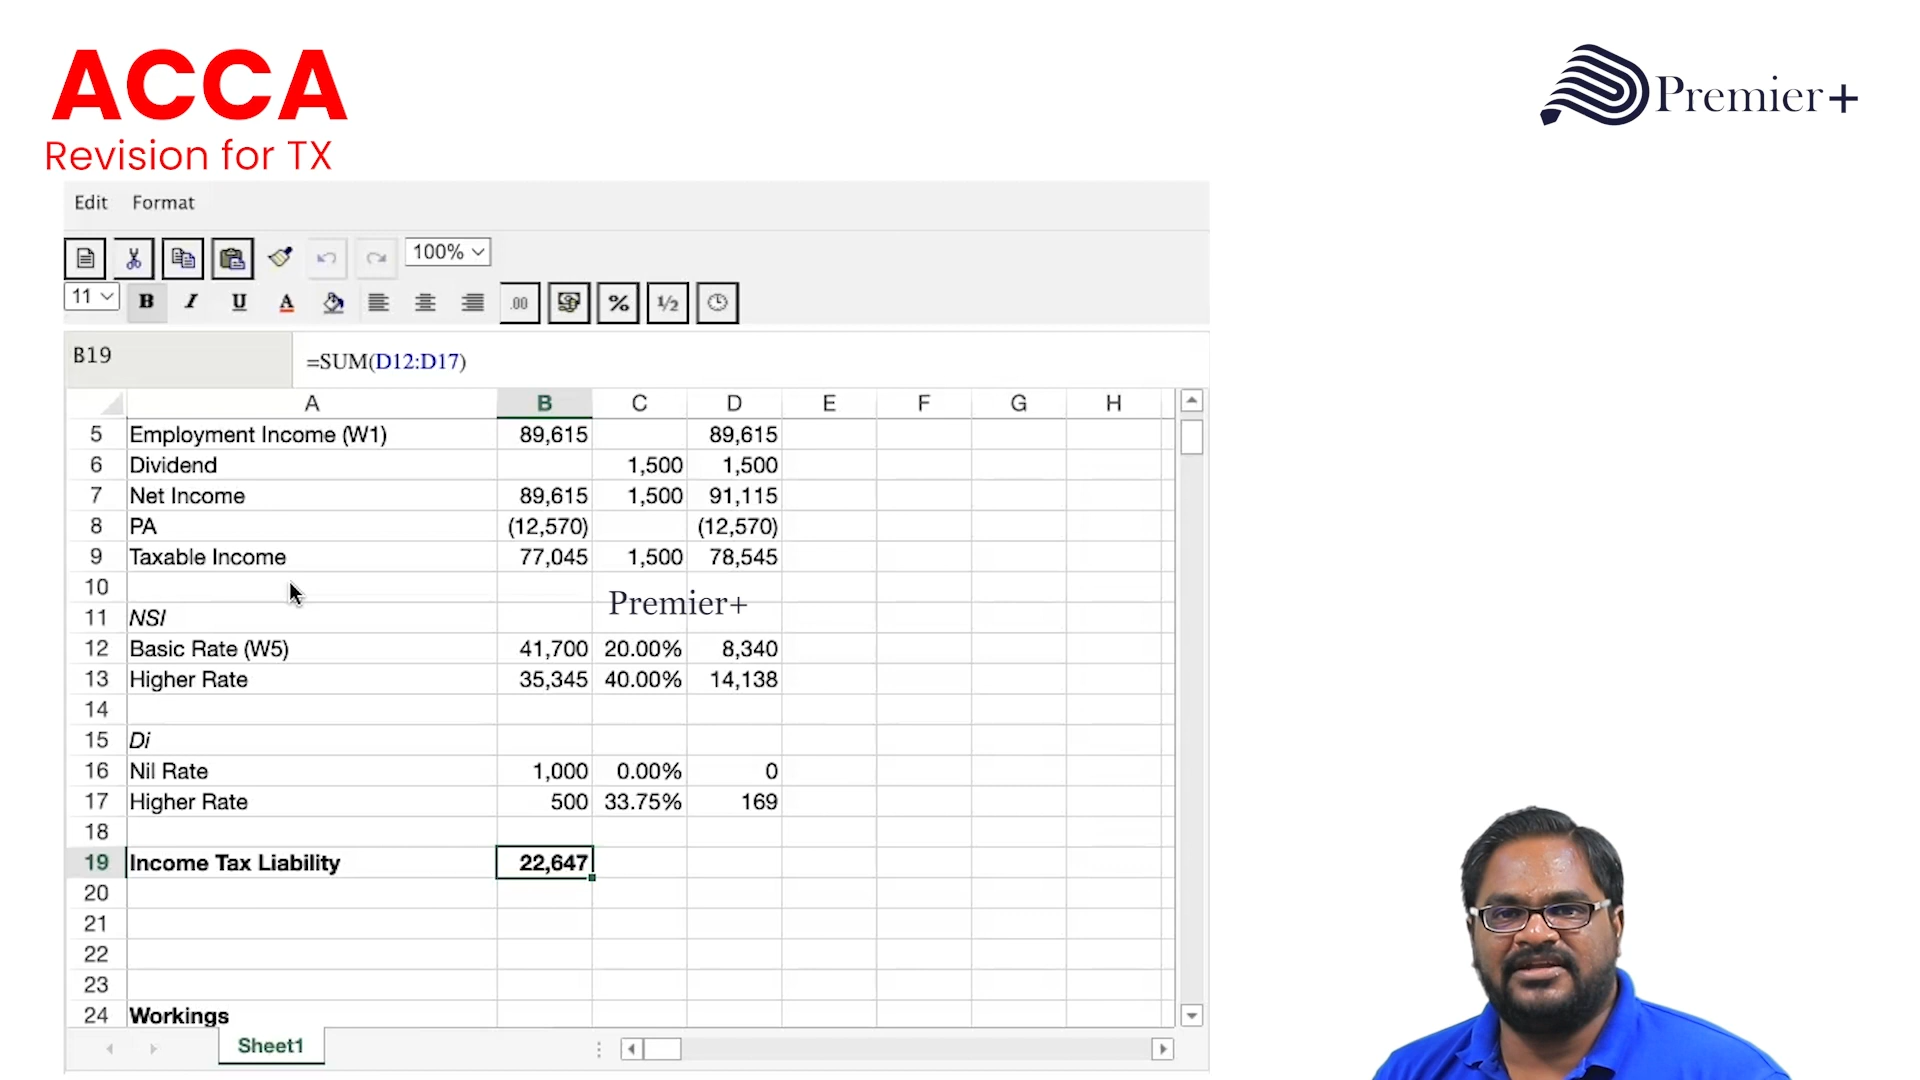 ACCA
Revision for TX
Premier+
Edit Format
100%
11 B I U A .00 % 1/2
B19 =SUM(D12:D17)
A B C D E F G H
5 Employment Income (W1) 89,615 89,615
6 Dividend 1,500 1,500
7 Net Income 89,615 1,500 91,115
8 PA (12,570) (12,570)
9 Taxable Income 77,045 1,500 78,545
10
Premier+
11 NSI
12 Basic Rate (W5) 41,700 20.00% 8,340
13 Higher Rate 35,345 40.00% 14,138
14
15 Di
16 Nil Rate 1,000 0.00% 0
17 Higher Rate 500 33.75% 169
18
19 Income Tax Liability 22,647
20
21
22
23
24 Workings
Sheet1